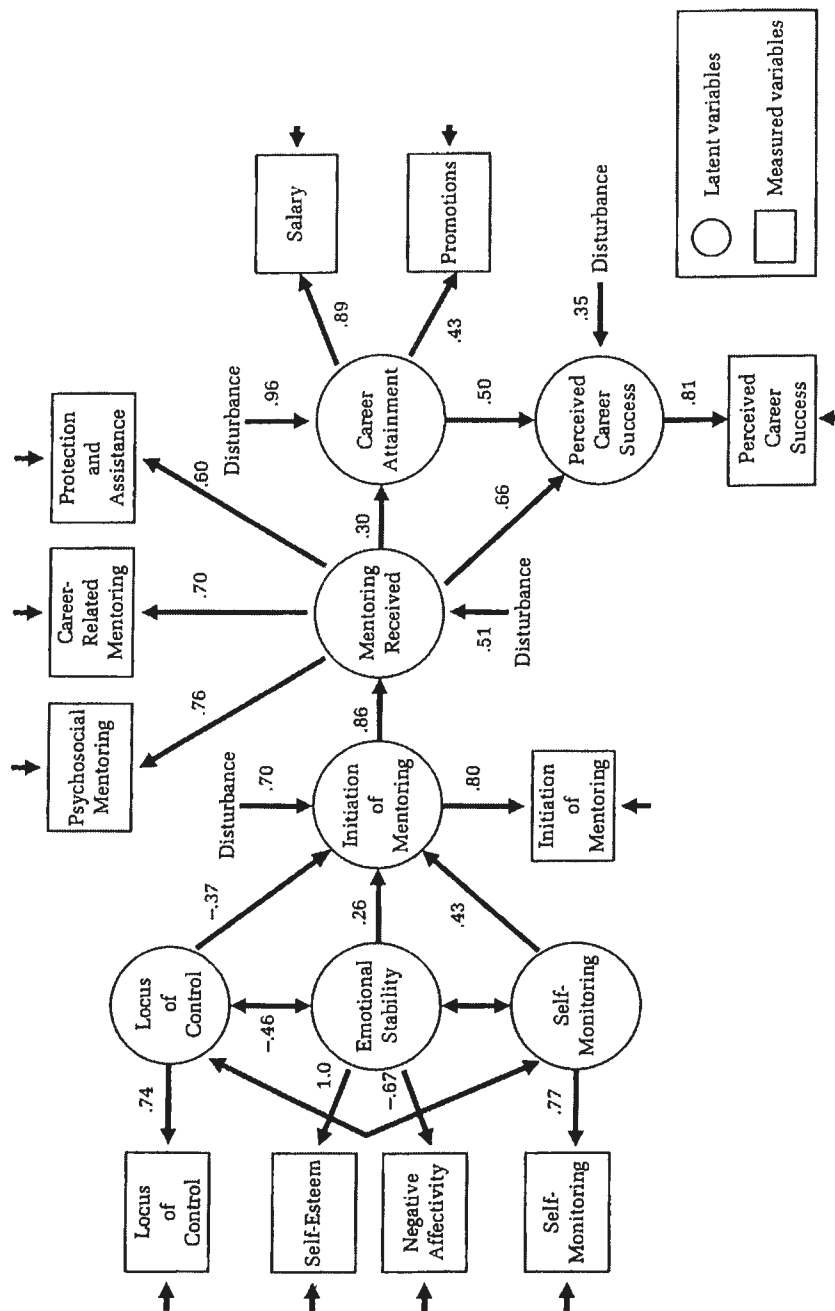 Locus
of
Control
Self-Esteem
Negative
Affectivity
Self-
Monitoring
.74
1.0
–.67
.77
Locus
of
Control
–.46
Emotional
Stability
Self-
Monitoring
–.37
.26
.43
Disturbance
.70
Initiation
of
Mentoring
.80
Initiation
of
Mentoring
.86
Psychosocial
Mentoring
Career-
Related
Mentoring
Protection
and
Assistance
.76
.70
.60
Mentoring
Received
.51
Disturbance
.30
.66
Disturbance
.96
Career
Attainment
.89
.43
Salary
Promotions
.50
Perceived
Career
Success
.35
Disturbance
.81
Perceived
Career
Success
Latent variables
Measured variables